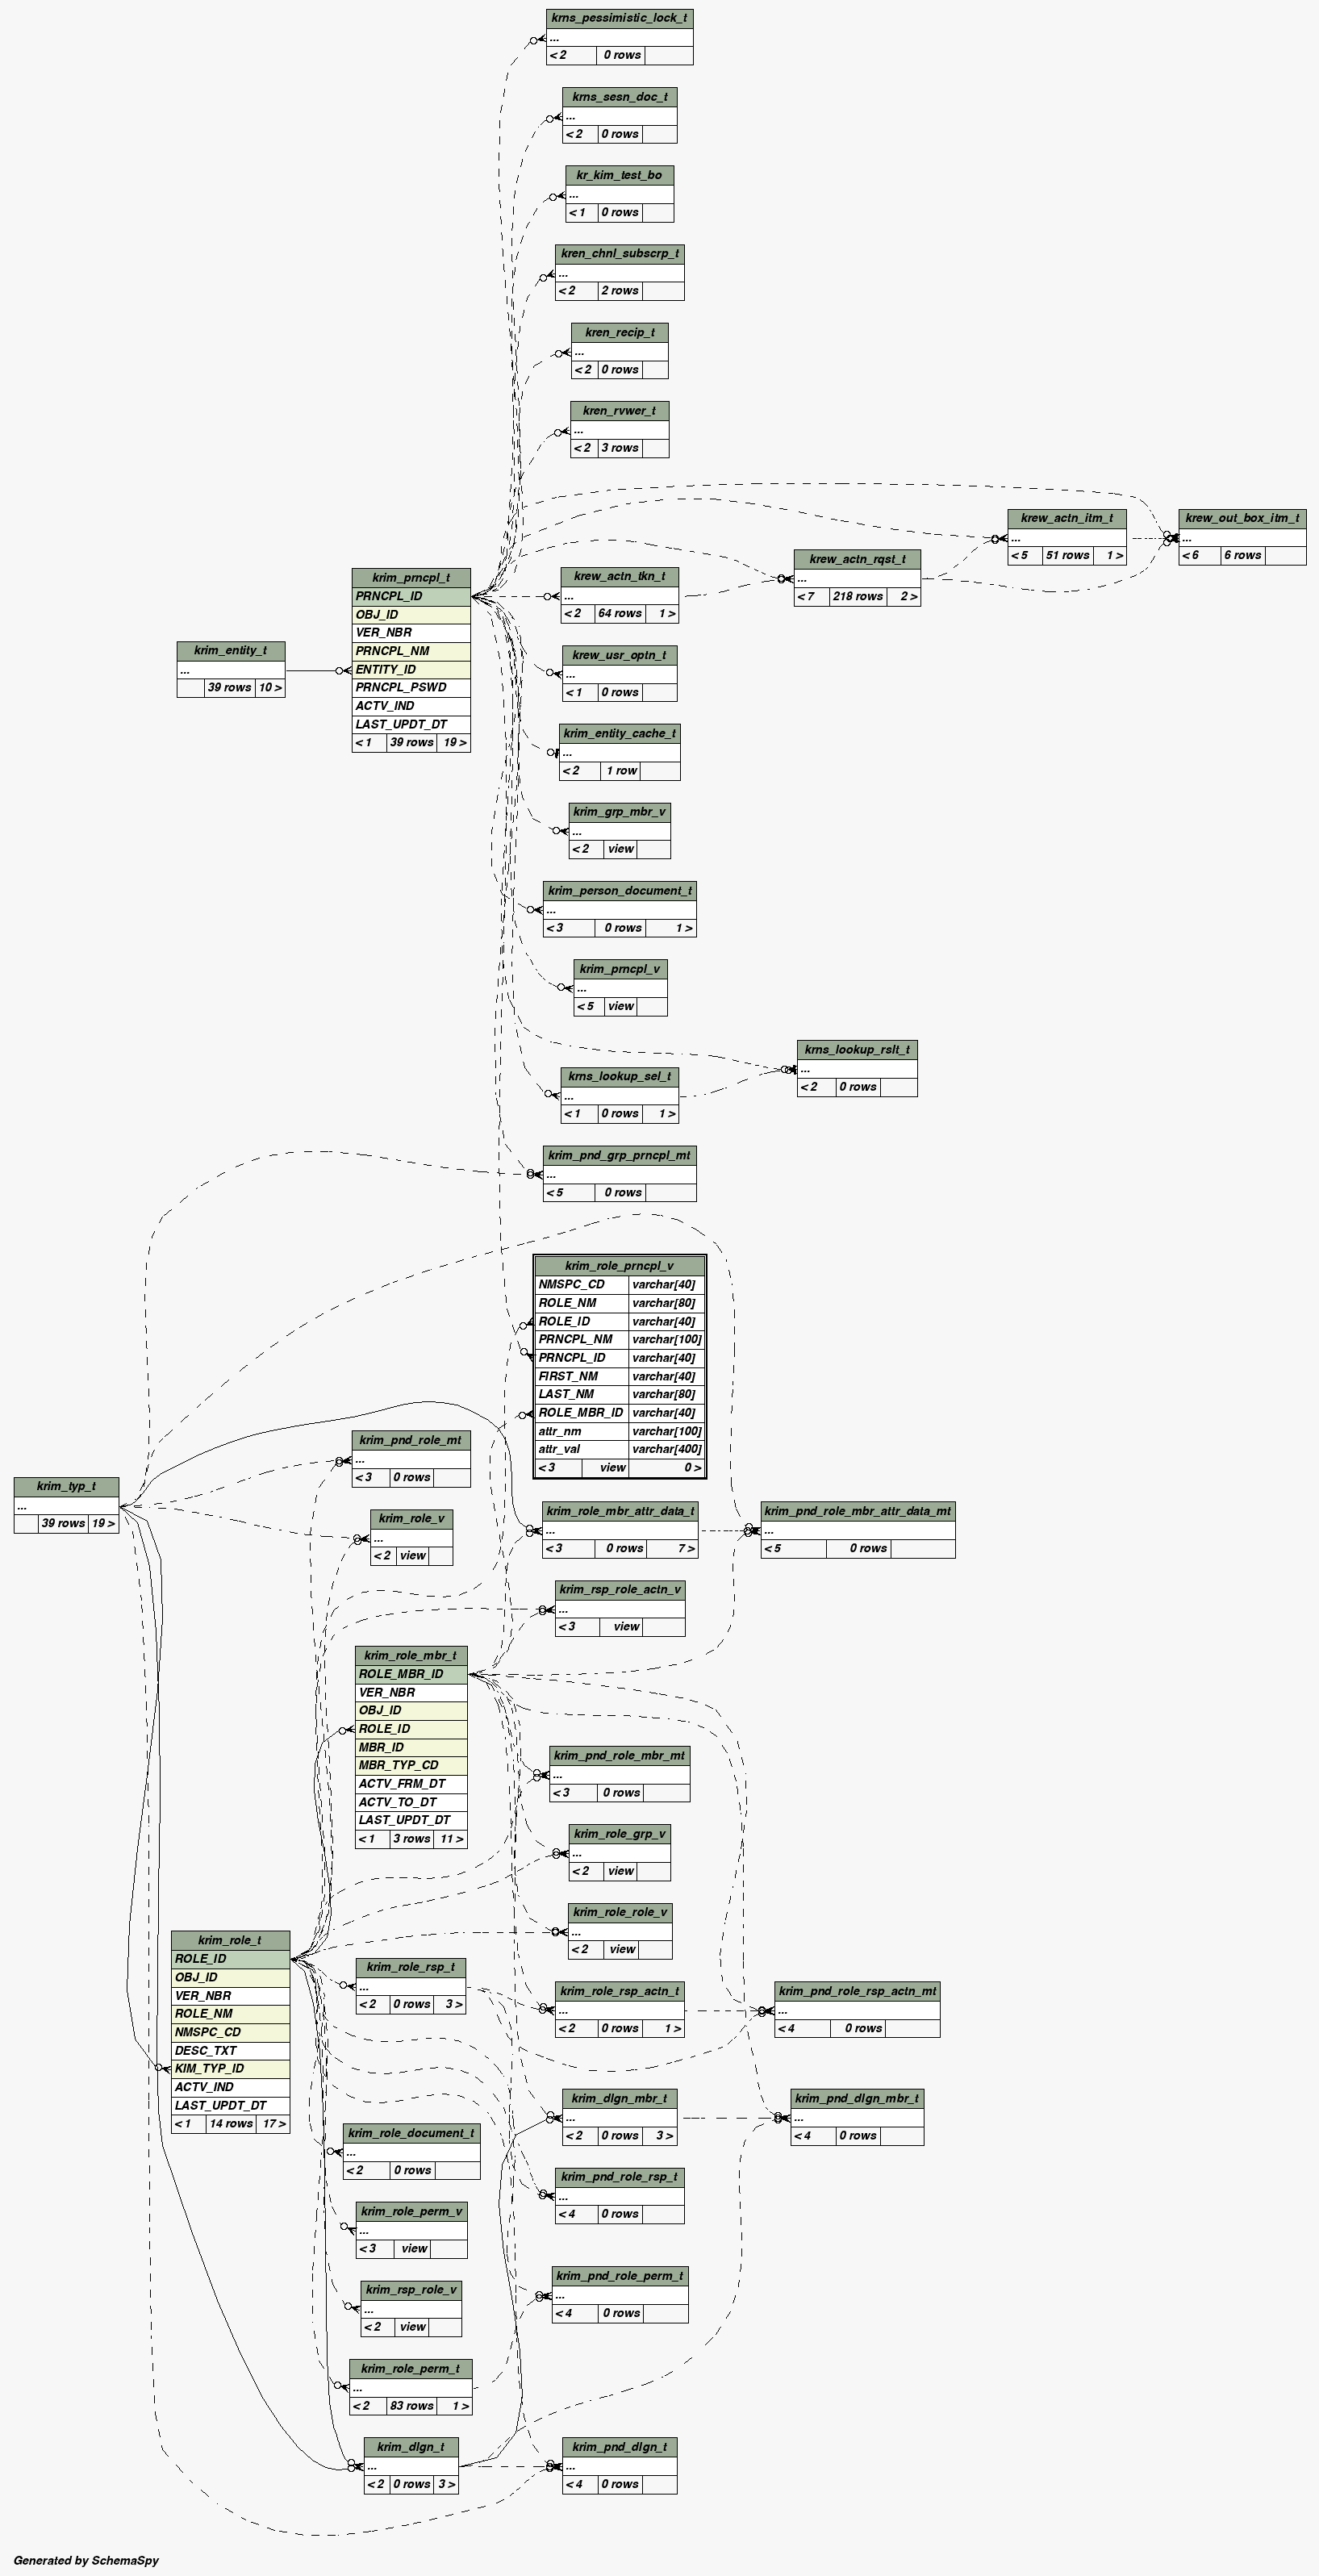 krns_pessimistic_lock_t
...
< 2 0 rows
krns_sesn_doc_t
...
< 2 0 rows
kr_kim_test_bo
...
< 1 0 rows
kren_chnl_subscrp_t
...
< 2 2 rows
kren_recip_t
...
< 2 0 rows
kren_rvwer_t
...
< 2 3 rows
krew_actn_itm_t
...
< 5 51 rows 1 >
krew_out_box_itm_t
...
< 6 6 rows
krew_actn_rqst_t
...
< 7 218 rows 2 >
krim_prncpl_t
PRNCPL_ID
OBJ_ID
VER_NBR
PRNCPL_NM
ENTITY_ID
PRNCPL_PSWD
ACTV_IND
LAST_UPDT_DT
< 1 39 rows 19 >
krew_actn_tkn_t
...
< 2 64 rows 1 >
krim_entity_t
...
39 rows 10 >
krew_usr_optn_t
...
< 1 0 rows
krim_entity_cache_t
...
< 2 1 row
krim_grp_mbr_v
...
< 2 view
krim_person_document_t
...
< 3 0 rows 1 >
krim_prncpl_v
...
< 5 view
krns_lookup_rslt_t
...
< 2 0 rows
krns_lookup_sel_t
...
< 1 0 rows 1 >
krim_pnd_grp_prncpl_mt
...
< 5 0 rows
krim_role_prncpl_v
NMSPC_CD varchar[40]
ROLE_NM varchar[80]
ROLE_ID varchar[40]
PRNCPL_NM varchar[100]
PRNCPL_ID varchar[40]
FIRST_NM varchar[40]
LAST_NM varchar[80]
ROLE_MBR_ID varchar[40]
attr_nm varchar[100]
attr_val varchar[400]
< 3 view 0 >
krim_pnd_role_mt
...
< 3 0 rows
krim_typ_t
...
39 rows 19 >
krim_role_v
...
< 2 view
krim_role_mbr_attr_data_t
...
< 3 0 rows 7 >
krim_pnd_role_mbr_attr_data_mt
...
< 5 0 rows
krim_rsp_role_actn_v
...
< 3 view
krim_role_mbr_t
ROLE_MBR_ID
VER_NBR
OBJ_ID
ROLE_ID
MBR_ID
MBR_TYP_CD
ACTV_FRM_DT
ACTV_TO_DT
LAST_UPDT_DT
< 1 3 rows 11 >
krim_pnd_role_mbr_mt
...
< 3 0 rows
krim_role_grp_v
...
< 2 view
krim_role_role_v
...
< 2 view
krim_role_t
ROLE_ID
OBJ_ID
VER_NBR
ROLE_NM
NMSPC_CD
DESC_TXT
KIM_TYP_ID
ACTV_IND
LAST_UPDT_DT
< 1 14 rows 17 >
krim_role_rsp_t
...
< 2 0 rows 3 >
krim_role_rsp_actn_t
...
< 2 0 rows 1 >
krim_pnd_role_rsp_actn_mt
...
< 4 0 rows
krim_dlgn_mbr_t
...
< 2 0 rows 3 >
krim_pnd_dlgn_mbr_t
...
< 4 0 rows
krim_role_document_t
...
< 2 0 rows
krim_pnd_role_rsp_t
...
< 4 0 rows
krim_role_perm_v
...
< 3 view
krim_pnd_role_perm_t
...
< 4 0 rows
krim_rsp_role_v
...
< 2 view
krim_role_perm_t
...
< 2 83 rows 1 >
krim_dlgn_t
...
< 2 0 rows 3 >
krim_pnd_dlgn_t
...
< 4 0 rows
Generated by SchemaSpy